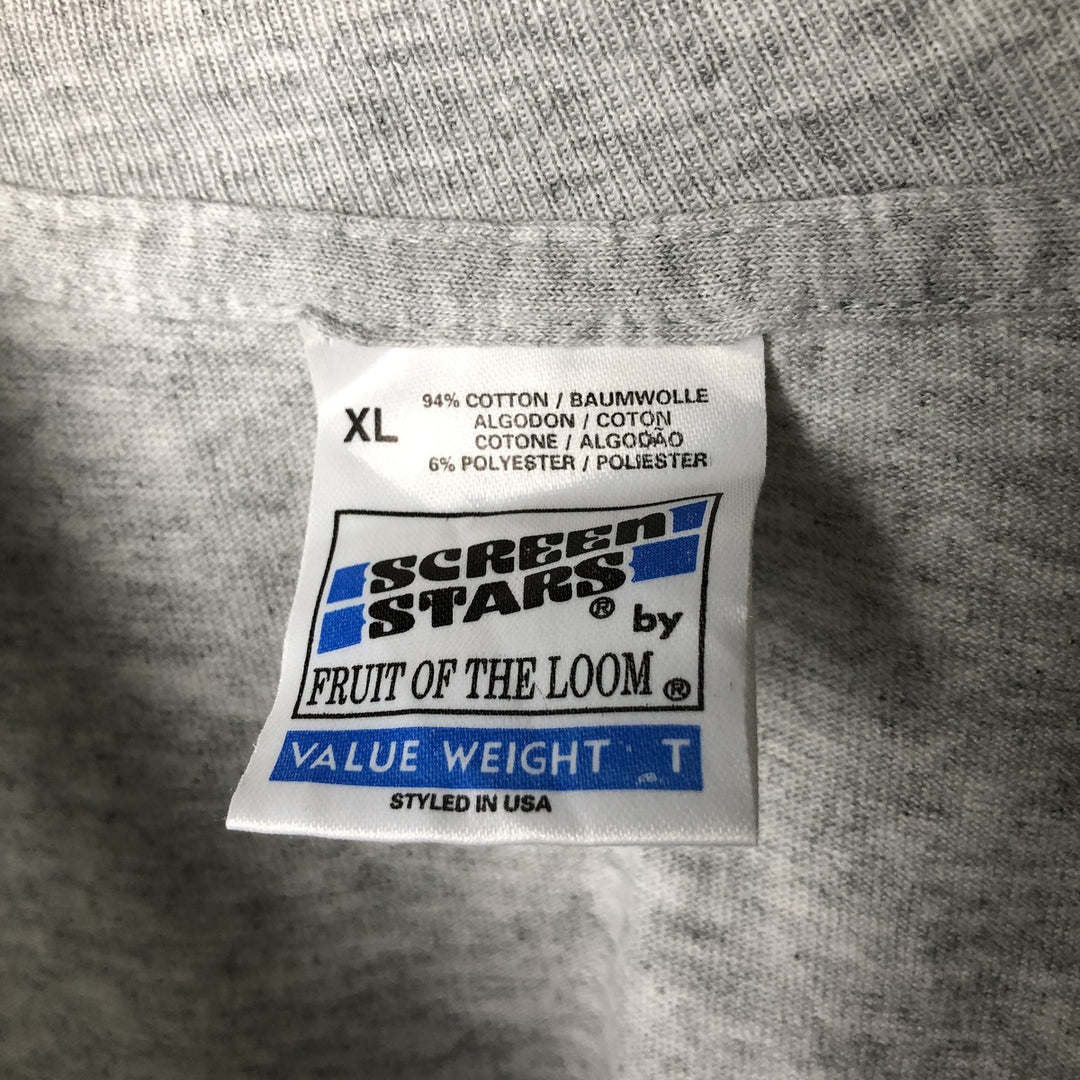 XL
94% COTTON / BAUMWOLLE
ALGODON / COTON
COTONE / ALGODÃO
6% POLYESTER / POLIESTER
SCREEN
STARS® by
FRUIT OF THE LOOM ®
VALUE WEIGHT T
STYLED IN USA